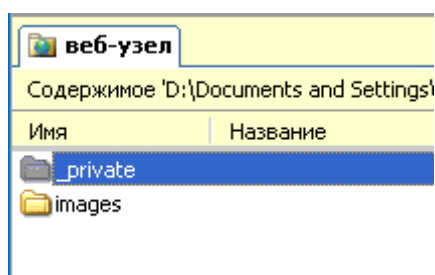 веб-узел
Содержимое 'D:\Documents and Settings\
Имя Название
_private
images